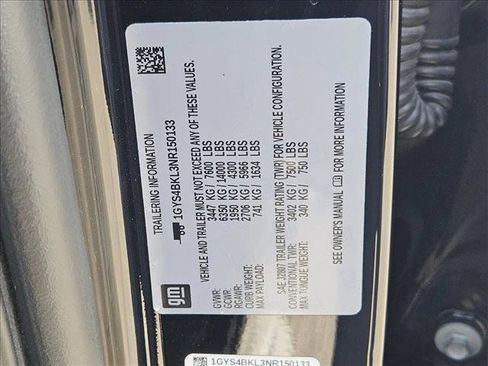 gm
TRAILERING INFORMATION
1GYS4BKL3NR150133
VEHICLE AND TRAILER MUST NOT EXCEED ANY OF THESE VALUES.
GVWR: 3447 KG / 7600 LBS
GCWR: 6350 KG / 14000 LBS
RGAWR: 1950 KG / 4300 LBS
CURB WEIGHT: 2706 KG / 5966 LBS
MAX PAYLOAD: 741 KG / 1634 LBS
SAE J2807 TRAILER WEIGHT RATING (TWR) FOR VEHICLE CONFIGURATION.
CONVENTIONAL TWR: 3402 KG / 7500 LBS
MAX TONGUE WEIGHT: 340 KG / 750 LBS
SEE OWNER'S MANUAL FOR MORE INFORMATION
1GYS4BKL3NR150133